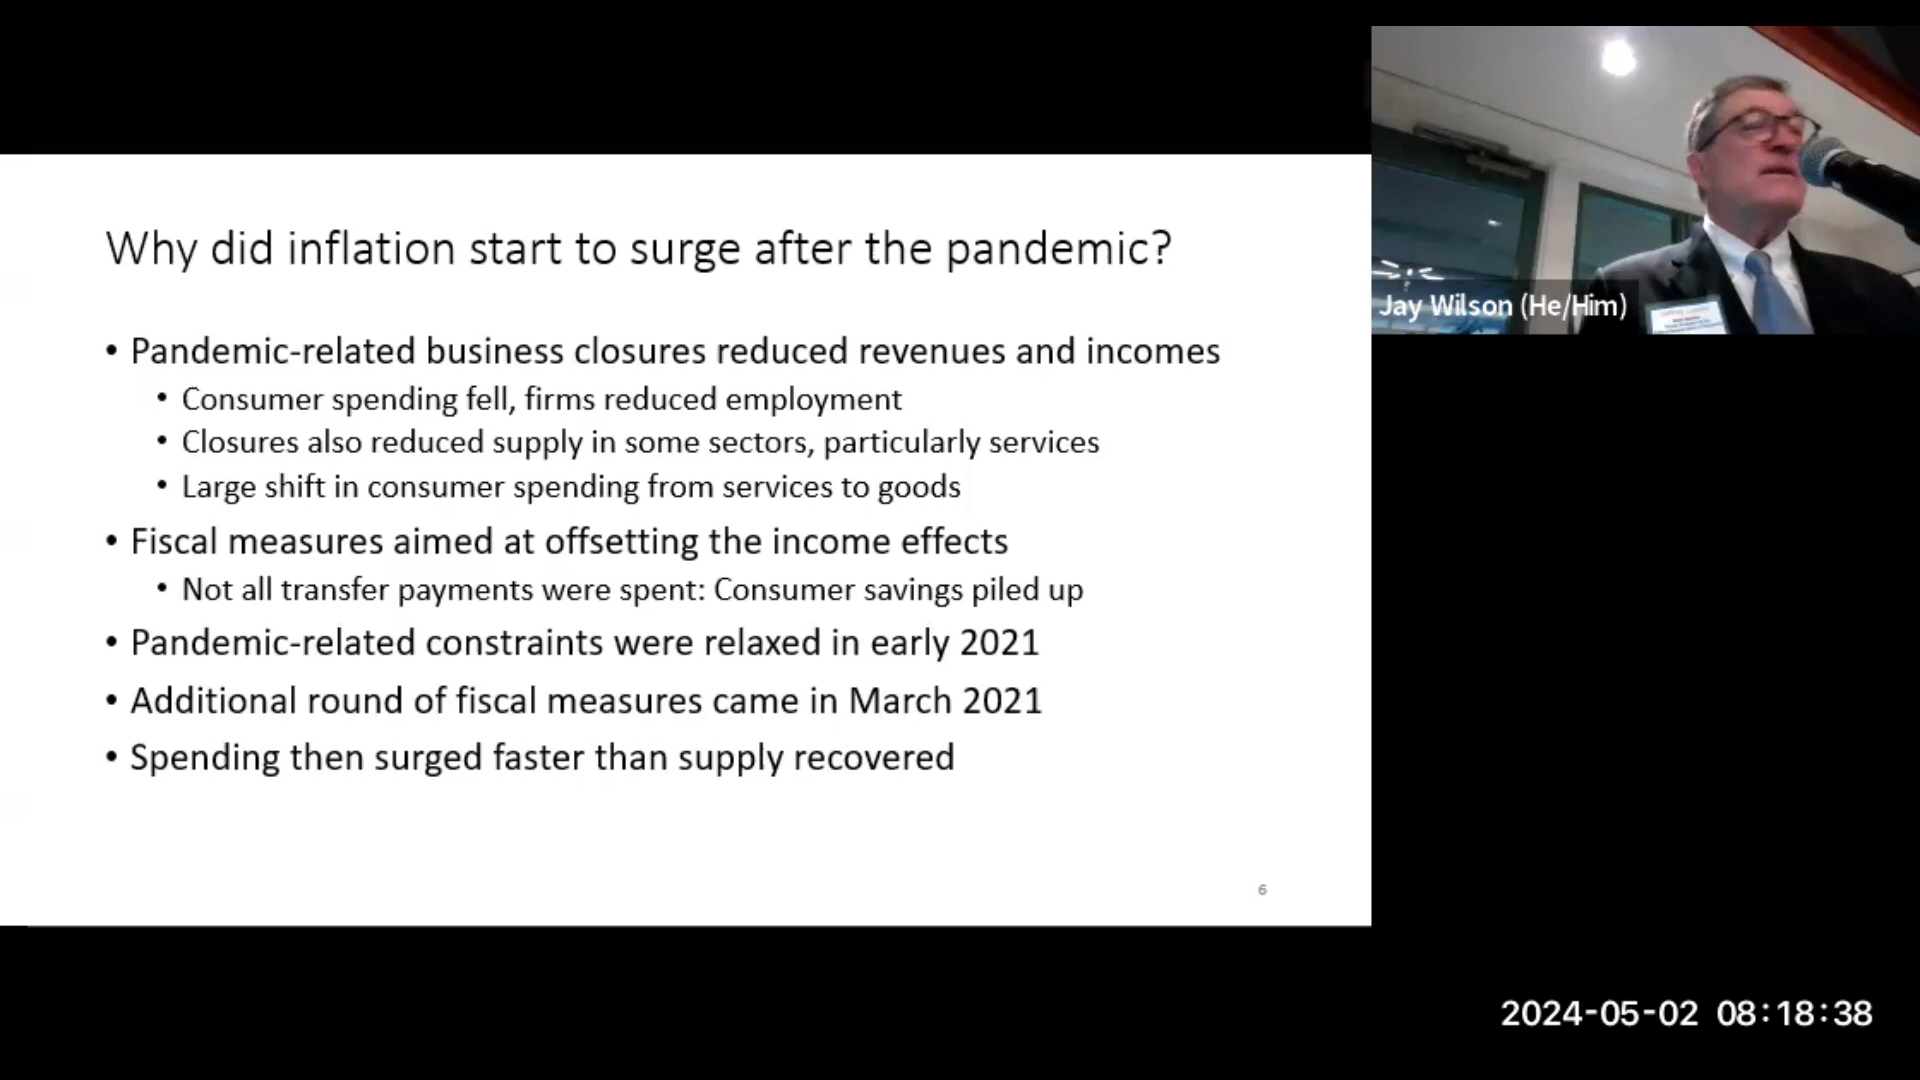 Why did inflation start to surge after the pandemic?
• Pandemic-related business closures reduced revenues and incomes
• Consumer spending fell, firms reduced employment
• Closures also reduced supply in some sectors, particularly services
• Large shift in consumer spending from services to goods
• Fiscal measures aimed at offsetting the income effects
• Not all transfer payments were spent: Consumer savings piled up
• Pandemic-related constraints were relaxed in early 2021
• Additional round of fiscal measures came in March 2021
• Spending then surged faster than supply recovered
6
Jay Wilson (He/Him)
2024-05-02 08:18:38